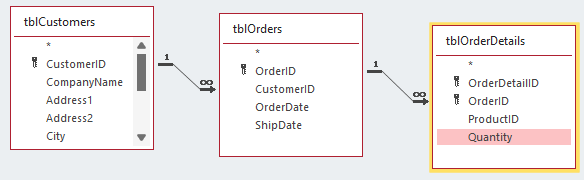 tblCustomers
*
CustomerID
CompanyName
Address1
Address2
City
1
∞
tblOrders
*
OrderID
CustomerID
OrderDate
ShipDate
1
∞
tblOrderDetails
*
OrderDetailID
OrderID
ProductID
Quantity